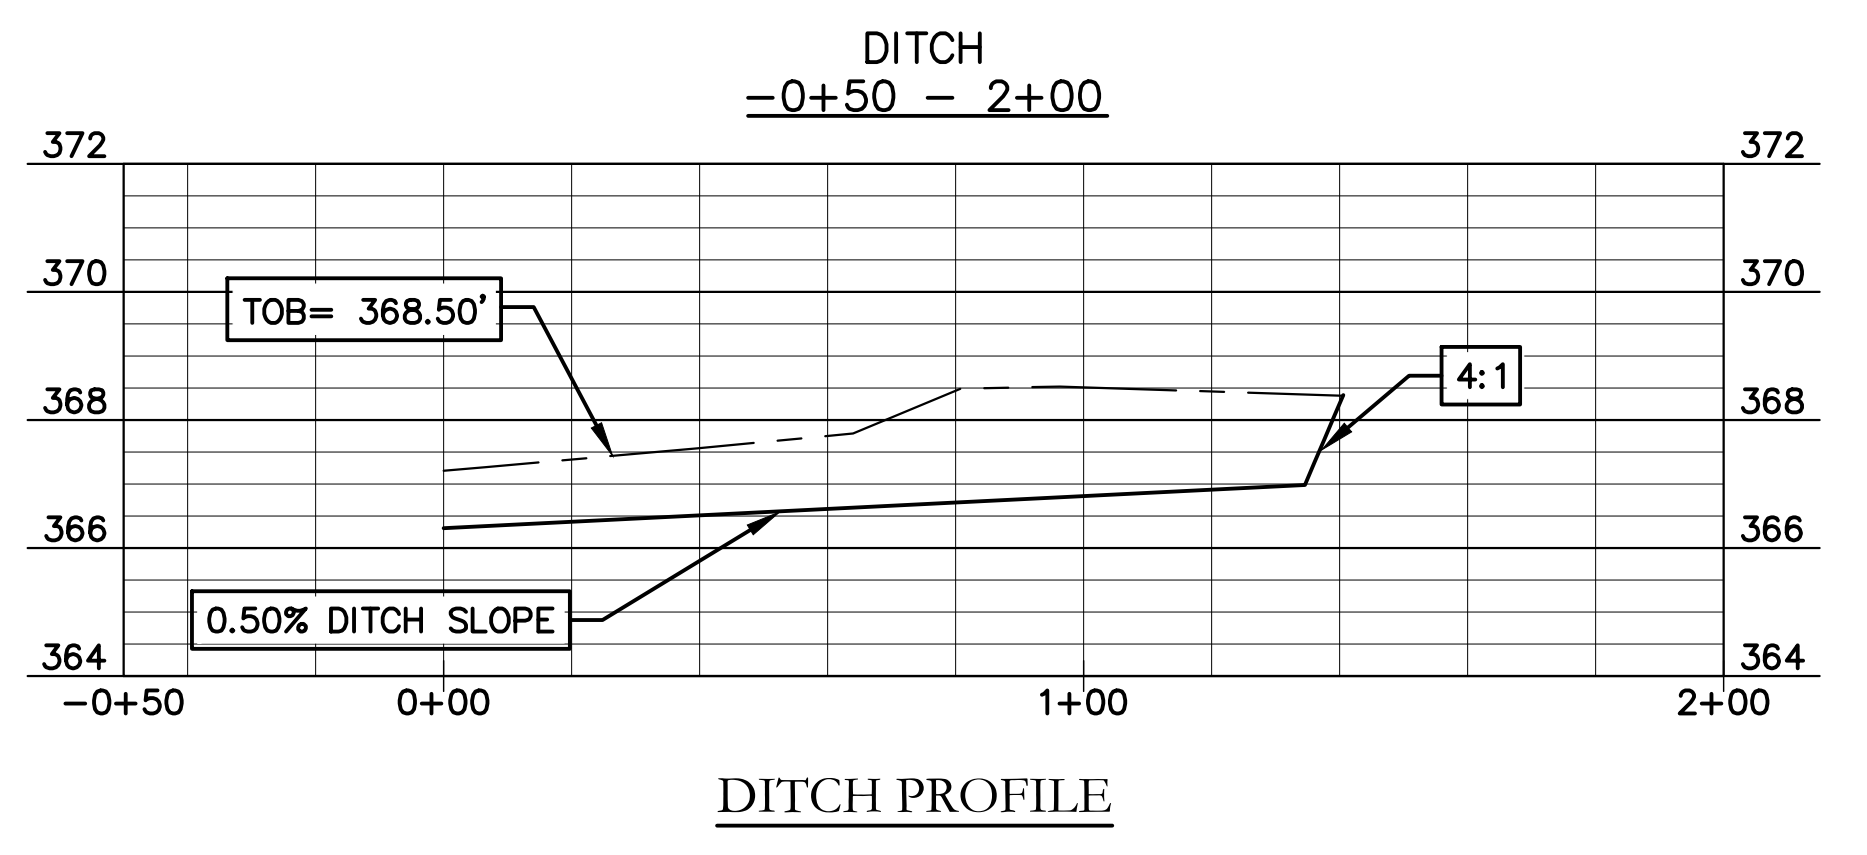 DITCH
-0+50 - 2+00
372 372
370 370
TOB= 368.50'
4:1
368 368
366 366
0.50% DITCH SLOPE
364 364
-0+50 0+00 1+00 2+00
DITCH PROFILE